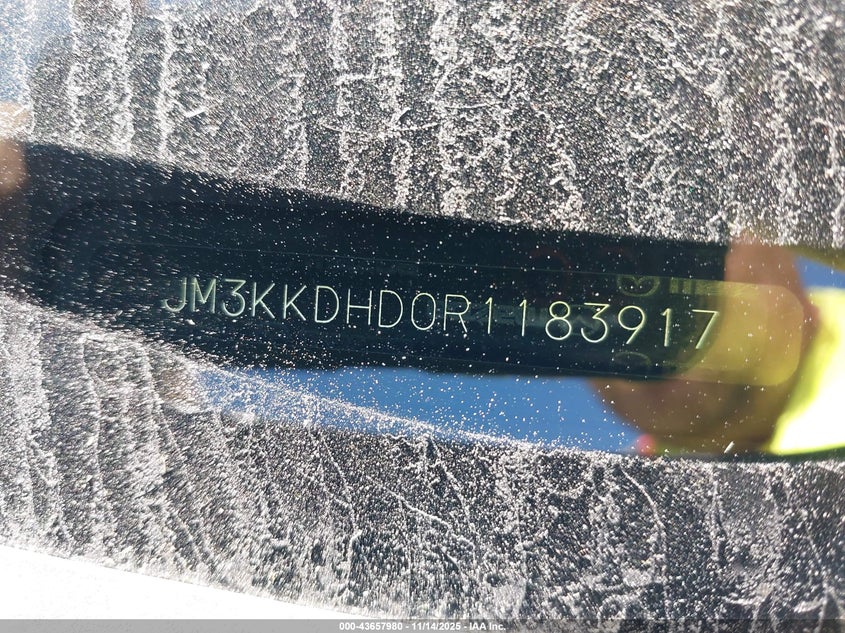 JM3KKDHD0R1183917
000-43657980 - 11/14/2025 - IAA Inc.